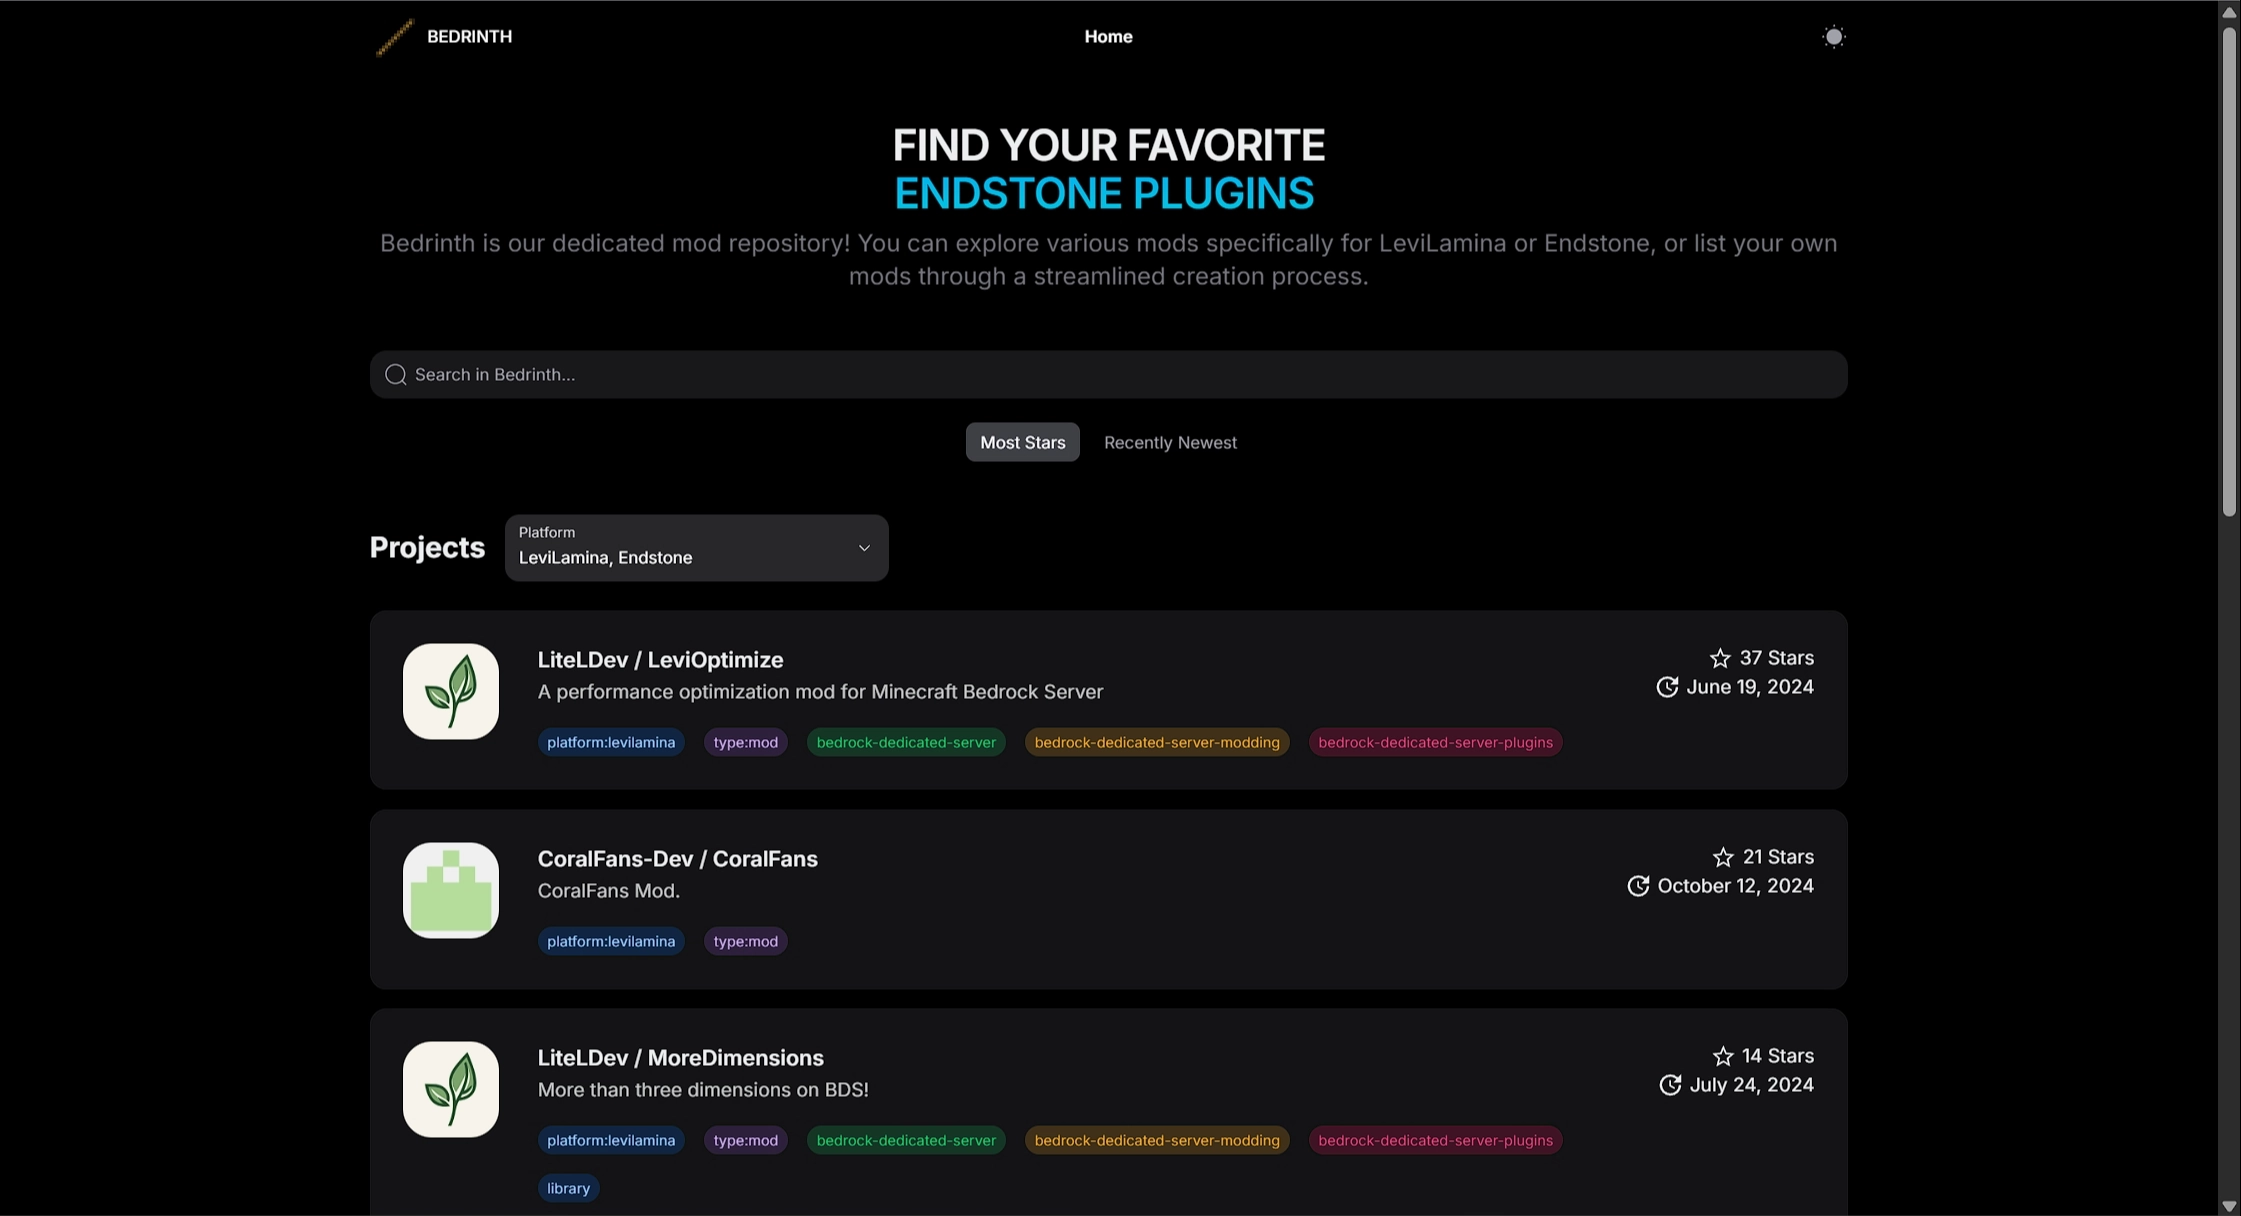 BEDRINTH
Home
FIND YOUR FAVORITE
ENDSTONE PLUGINS
Bedrinth is our dedicated mod repository! You can explore various mods specifically for LeviLamina or Endstone, or list your own
mods through a streamlined creation process.
Search in Bedrinth...
Most Stars
Recently Newest
Projects
Platform
LeviLamina, Endstone
LiteLDev / LeviOptimize
A performance optimization mod for Minecraft Bedrock Server
platform:levilamina type:mod bedrock-dedicated-server bedrock-dedicated-server-modding bedrock-dedicated-server-plugins
37 Stars
June 19, 2024
CoralFans-Dev / CoralFans
CoralFans Mod.
platform:levilamina type:mod
21 Stars
October 12, 2024
LiteLDev / MoreDimensions
More than three dimensions on BDS!
platform:levilamina type:mod bedrock-dedicated-server bedrock-dedicated-server-modding bedrock-dedicated-server-plugins
library
14 Stars
July 24, 2024